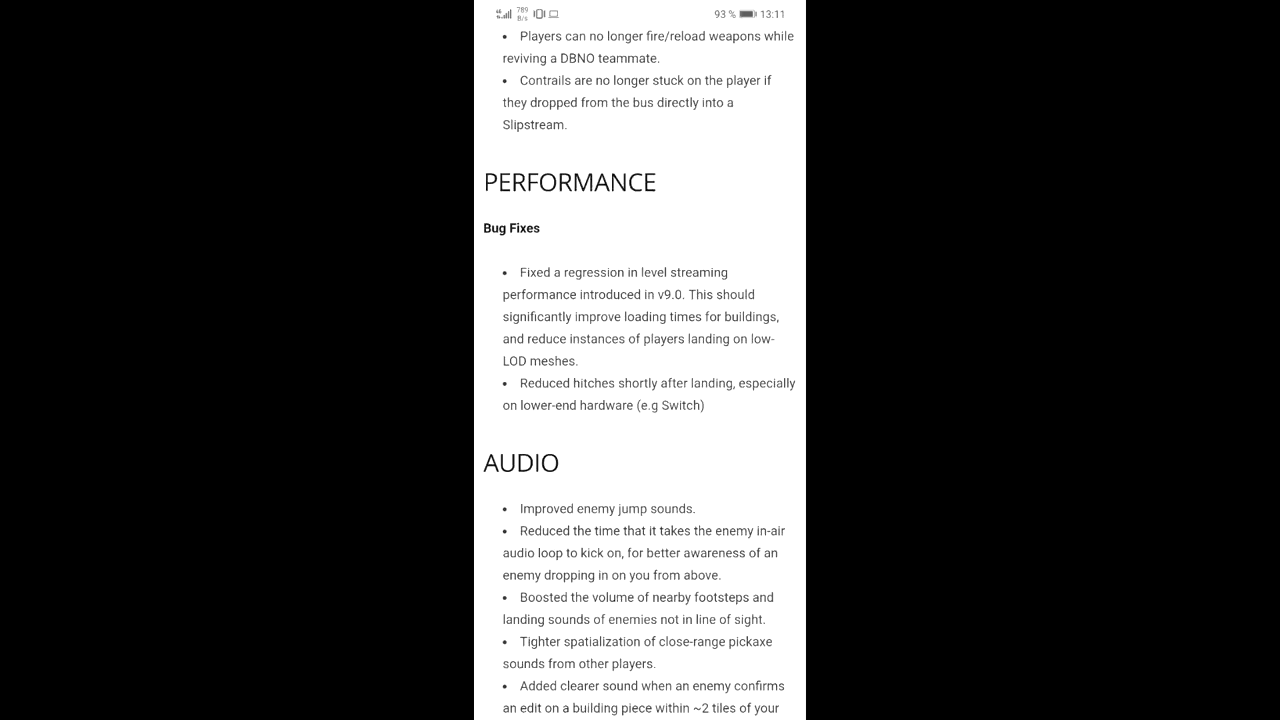 789 B/s 93 % 13:11
• Players can no longer fire/reload weapons while
reviving a DBNO teammate.
• Contrails are no longer stuck on the player if
they dropped from the bus directly into a
Slipstream.
PERFORMANCE
Bug Fixes
• Fixed a regression in level streaming
performance introduced in v9.0. This should
significantly improve loading times for buildings,
and reduce instances of players landing on low-
LOD meshes.
• Reduced hitches shortly after landing, especially
on lower-end hardware (e.g Switch)
AUDIO
• Improved enemy jump sounds.
• Reduced the time that it takes the enemy in-air
audio loop to kick on, for better awareness of an
enemy dropping in on you from above.
• Boosted the volume of nearby footsteps and
landing sounds of enemies not in line of sight.
• Tighter spatialization of close-range pickaxe
sounds from other players.
• Added clearer sound when an enemy confirms
an edit on a building piece within ~2 tiles of your